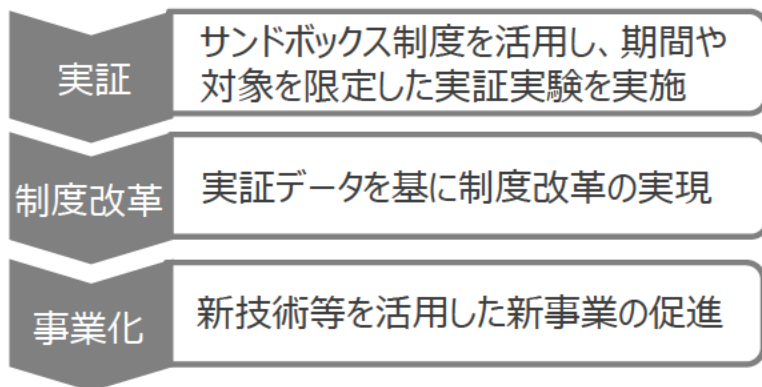 実証
サンドボックス制度を活用し、期間や
対象を限定した実証実験を実施
制度改革
実証データを基に制度改革の実現
事業化
新技術等を活用した新事業の促進